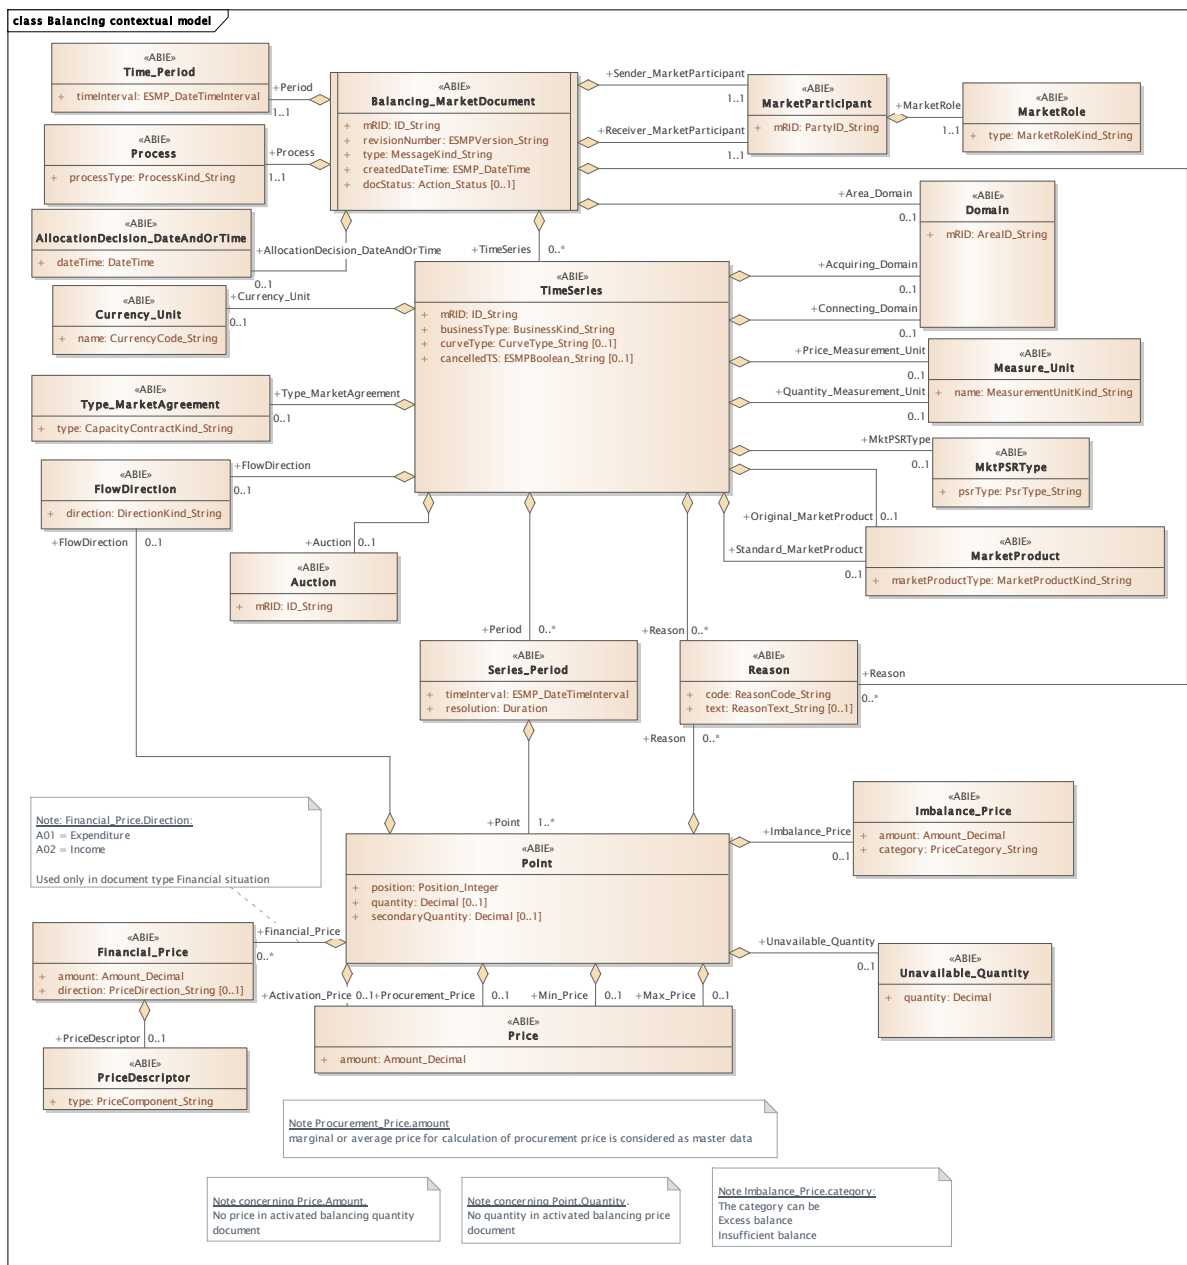 class Balancing contextual model
«ABIE»
Time_Period
+ timeInterval: ESMP_DateTimeInterval
+Period
1..1
«ABIE»
Process
+ processType: ProcessKind_String
+Process
1..1
«ABIE»
Balancing_MarketDocument
+ mRID: ID_String
+ revisionNumber: ESMPVersion_String
+ type: MessageKind_String
+ createdDateTime: ESMP_DateTime
+ docStatus: Action_Status [0..1]
+Sender_MarketParticipant
1..1
+Receiver_MarketParticipant
1..1
«ABIE»
MarketParticipant
+ mRID: PartyID_String
+MarketRole
1..1
«ABIE»
MarketRole
+ type: MarketRoleKind_String
«ABIE»
AllocationDecision_DateAndOrTime
+ dateTime: DateTime
+AllocationDecision_DateAndOrTime
0..1
+TimeSeries
0..*
+Area_Domain
0..1
«ABIE»
Domain
+ mRID: AreaID_String
+Acquiring_Domain
0..1
+Connecting_Domain
0..1
«ABIE»
Currency_Unit
+ name: CurrencyCode_String
+Currency_Unit
0..1
«ABIE»
TimeSeries
+ mRID: ID_String
+ businessType: BusinessKind_String
+ curveType: CurveType_String [0..1]
+ cancelledTS: ESMPBoolean_String [0..1]
+Price_Measurement_Unit
0..1
+Quantity_Measurement_Unit
0..1
«ABIE»
Measure_Unit
+ name: MeasurementUnitKind_String
«ABIE»
Type_MarketAgreement
+ type: CapacityContractKind_String
+Type_MarketAgreement
0..1
+MktPSRType
0..1
«ABIE»
MktPSRType
+ psrType: PsrType_String
«ABIE»
FlowDirection
+ direction: DirectionKind_String
+FlowDirection
0..1
+FlowDirection
0..1
+Original_MarketProduct
0..1
+Standard_MarketProduct
0..1
«ABIE»
MarketProduct
+ marketProductType: MarketProductKind_String
+Auction
0..1
«ABIE»
Auction
+ mRID: ID_String
+Period
0..*
«ABIE»
Series_Period
+ timeInterval: ESMP_DateTimeInterval
+ resolution: Duration
+Reason
0..*
«ABIE»
Reason
+ code: ReasonCode_String
+ text: ReasonText_String [0..1]
+Reason
0..*
+Reason
0..*
+Point
1..*
Note: Financial_Price.Direction:
A01 = Expenditure
A02 = Income
Used only in document type Financial situation
«ABIE»
Point
+ position: Position_Integer
+ quantity: Decimal [0..1]
+ secondaryQuantity: Decimal [0..1]
+Imbalance_Price
0..1
«ABIE»
Imbalance_Price
+ amount: Amount_Decimal
+ category: PriceCategory_String
«ABIE»
Financial_Price
+ amount: Amount_Decimal
+ direction: PriceDirection_String [0..1]
+Financial_Price
0..*
+Unavailable_Quantity
0..1
«ABIE»
Unavailable_Quantity
+ quantity: Decimal
+Activation_Price 0..1
+Procurement_Price 0..1
+Min_Price 0..1
+Max_Price 0..1
«ABIE»
Price
+ amount: Amount_Decimal
+PriceDescriptor 0..1
«ABIE»
PriceDescriptor
+ type: PriceComponent_String
Note Procurement_Price.amount
marginal or average price for calculation of procurement price is considered as master data
Note concerning Price.Amount.
No price in activated balancing quantity
document
Note concerning Point.Quantity.
No quantity in activated balancing price
document
Note Imbalance_Price.category:
The category can be
Excess balance
Insufficient balance